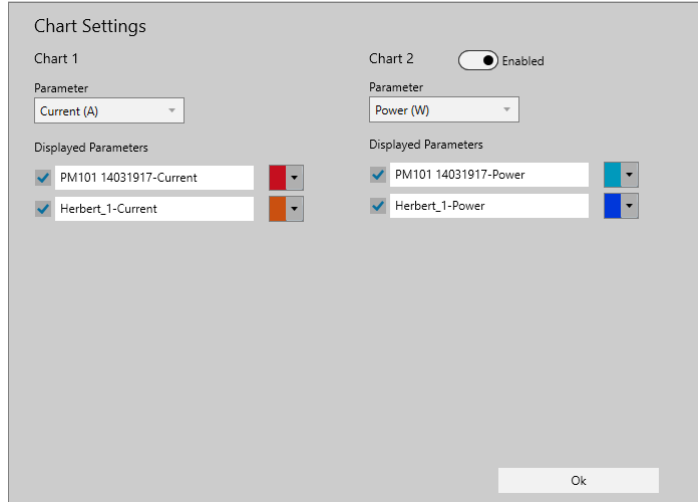 Chart Settings
Chart 1
Parameter
Current (A)
Displayed Parameters
PM101 14031917-Current
Herbert_1-Current
Chart 2
Enabled
Parameter
Power (W)
Displayed Parameters
PM101 14031917-Power
Herbert_1-Power
Ok